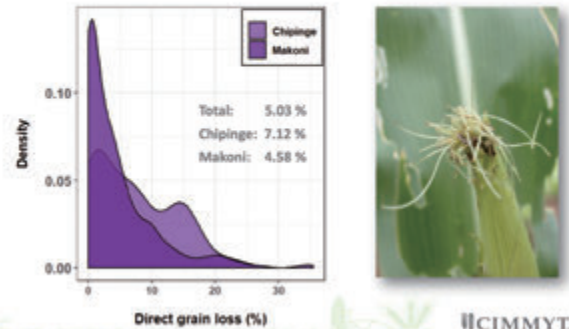 Chipinge
Makoni
0.10
0.05
0.00
Density
Total: 5.03 %
Chipinge: 7.12 %
Makoni: 4.58 %
0 10 20 30
Direct grain loss (%)
CIMMYT